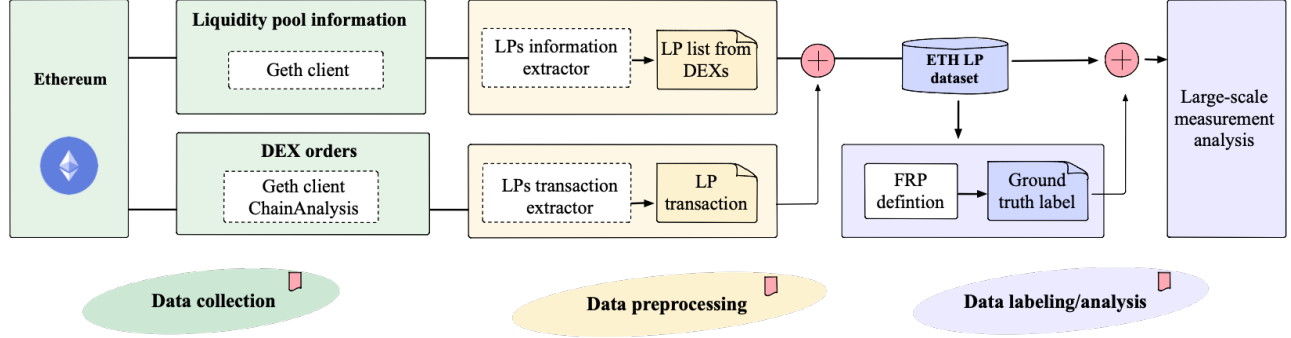 Ethereum
Liquidity pool information
Geth client
DEX orders
Geth client
ChainAnalysis
LPs information
extractor
LP list from
DEXs
LPs transaction
extractor
LP
transaction
ETH LP
dataset
FRP
defintion
Ground
truth label
Large-scale
measurement
analysis
Data collection
Data preprocessing
Data labeling/analysis